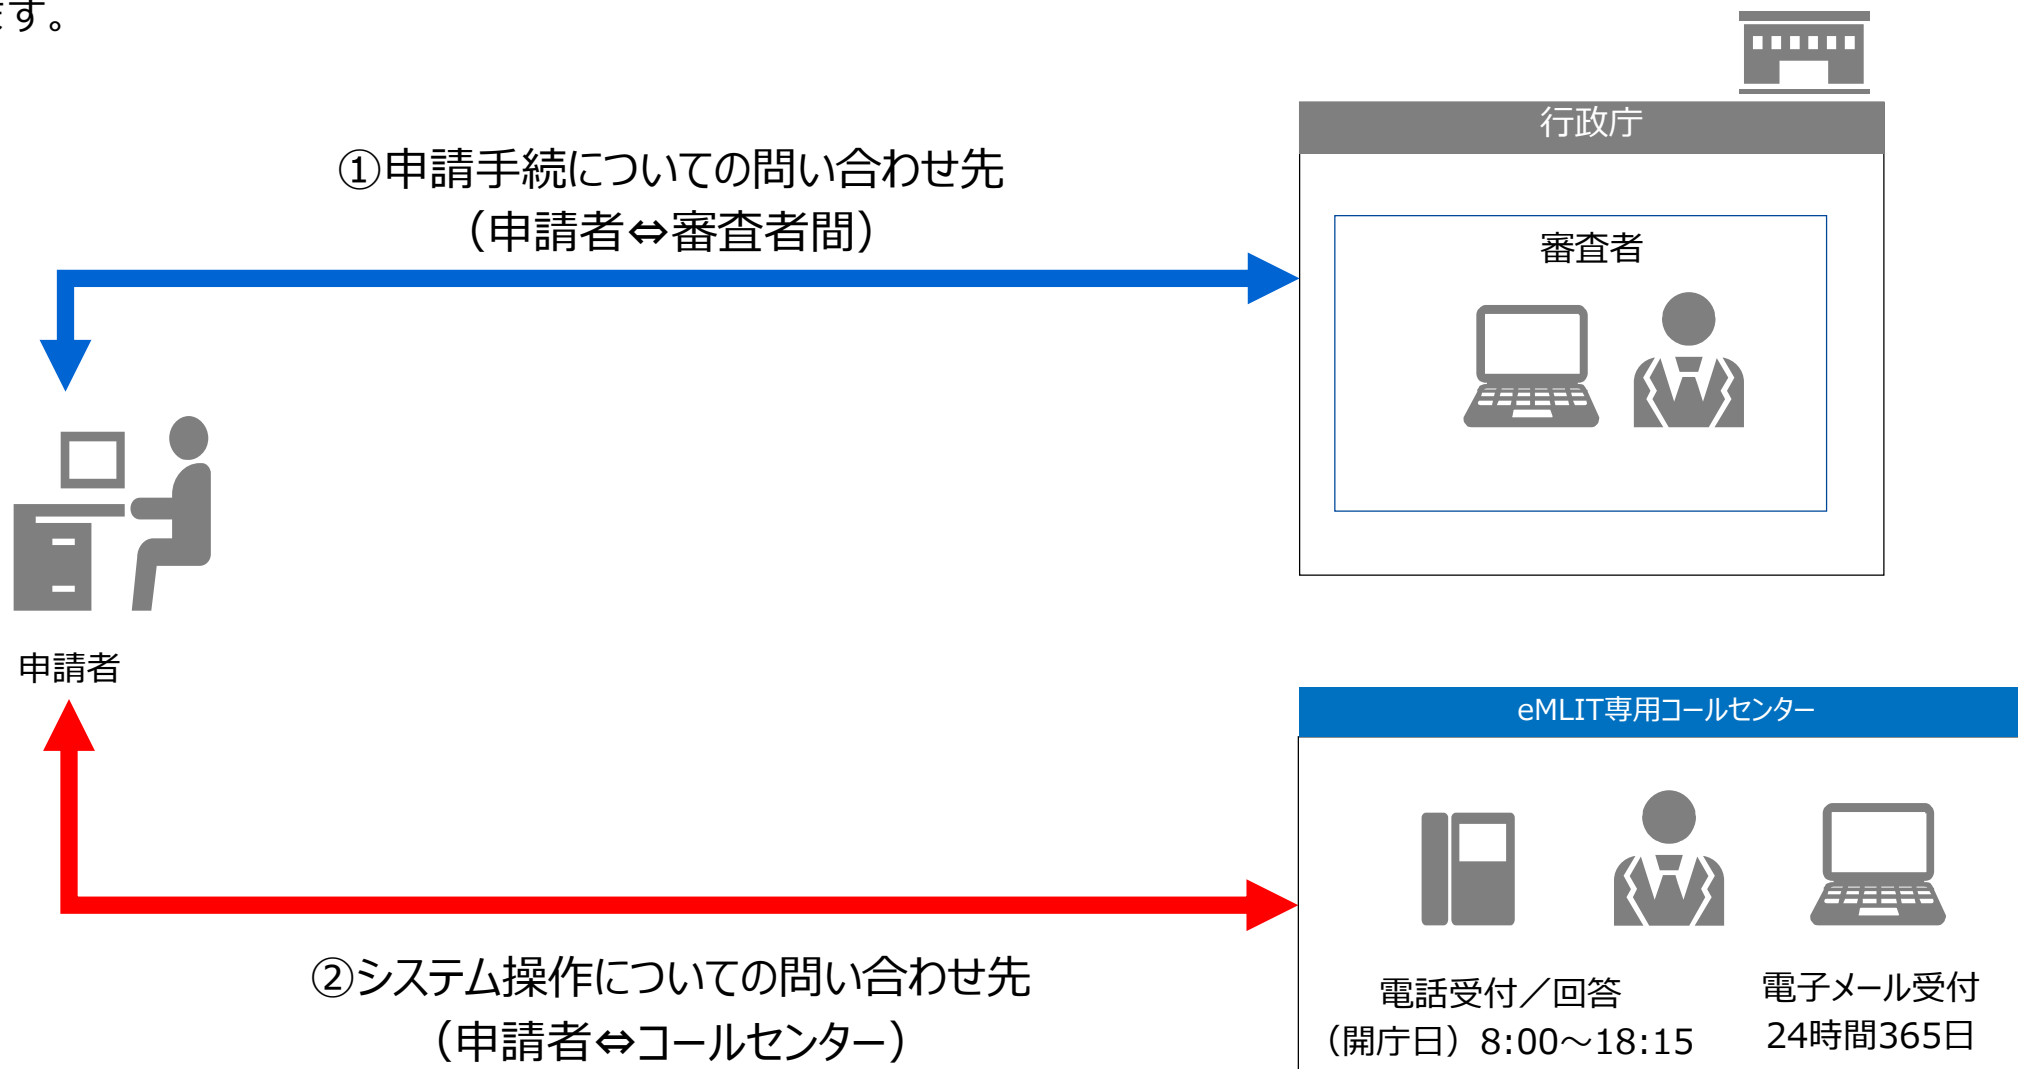 ます。
行政庁
①申請手続についての問い合わせ先
（申請者⇔審査者間）
審査者
申請者
eMLIT専用コールセンター
②システム操作についての問い合わせ先
（申請者⇔コールセンター）
電話受付／回答
（開庁日）8:00～18:15
電子メール受付
24時間365日